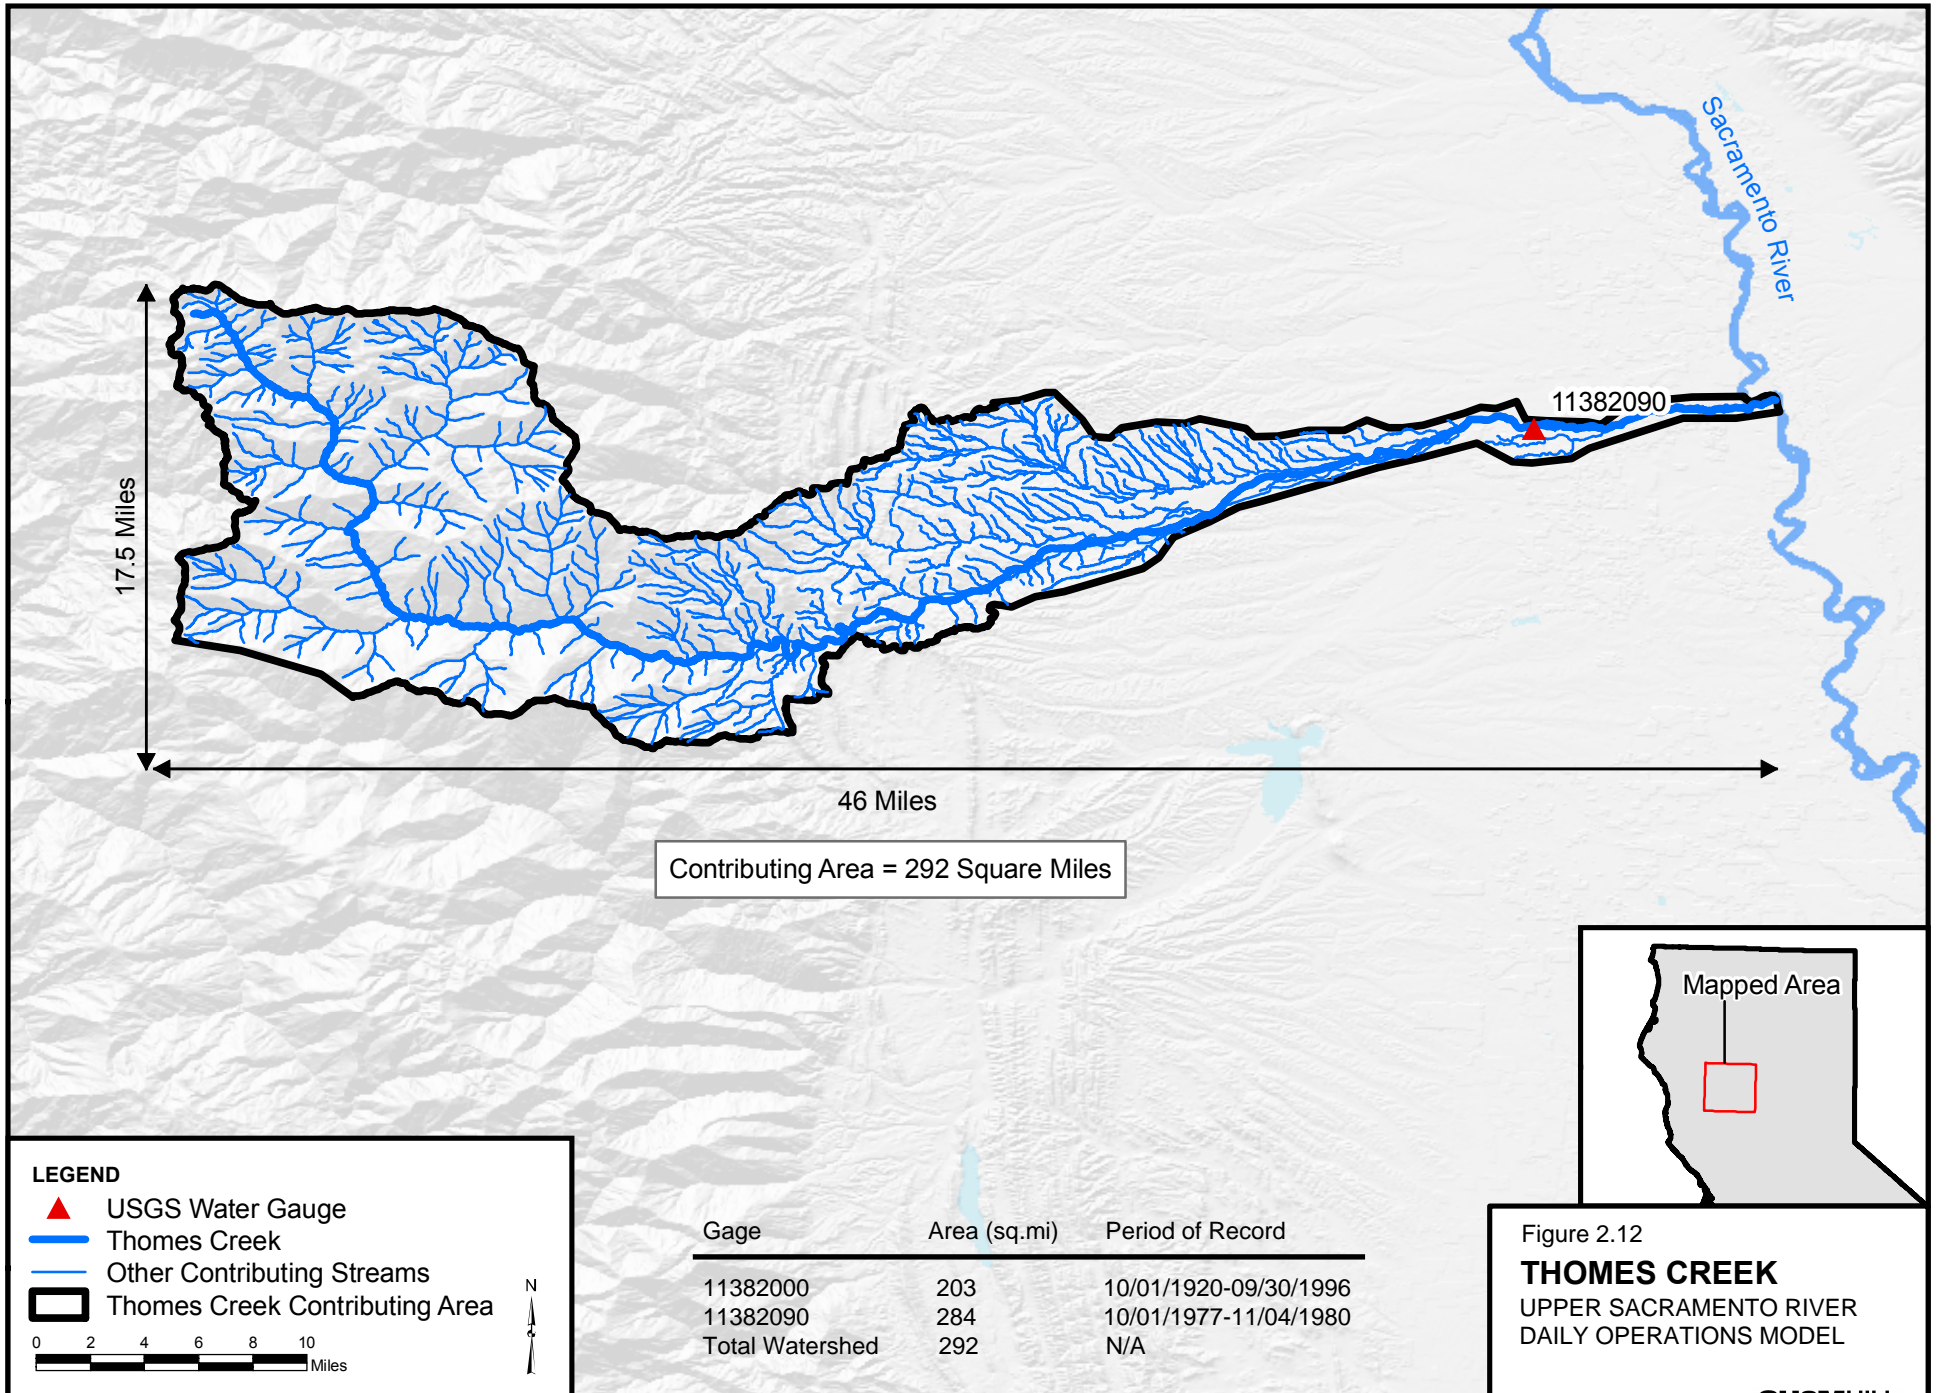 Sacramento River
11382090
17.5 Miles
46 Miles
Contributing Area = 292 Square Miles
Mapped Area
LEGEND
USGS Water Gauge
Thomes Creek
Other Contributing Streams
Thomes Creek Contributing Area
N
0 2 4 6 8 10
Miles
Gage Area (sq.mi) Period of Record
11382000 203 10/01/1920-09/30/1996
11382090 284 10/01/1977-11/04/1980
Total Watershed 292 N/A
Figure 2.12
THOMES CREEK
UPPER SACRAMENTO RIVER
DAILY OPERATIONS MODEL